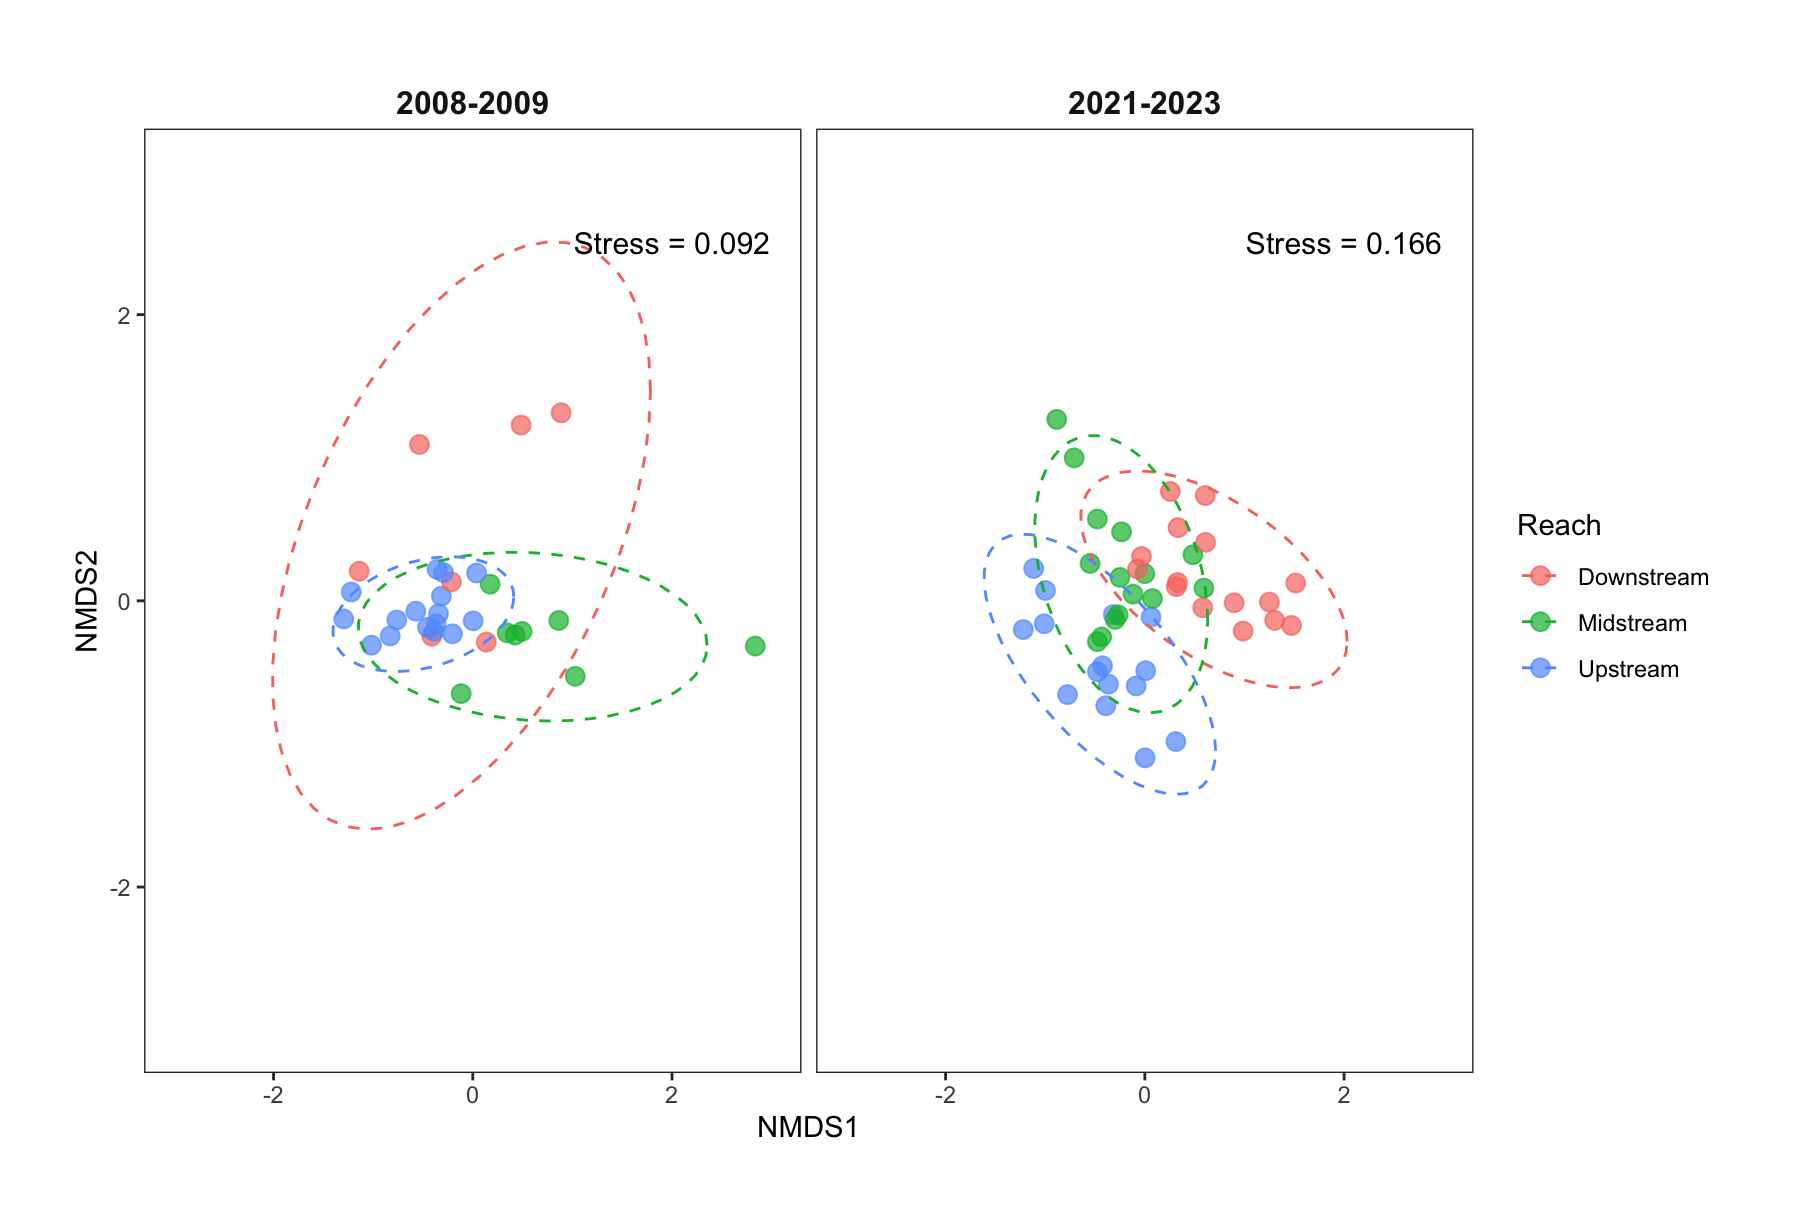 2008-2009
2021-2023
Stress = 0.092
Stress = 0.166
2
0
-2
NMDS2
-2
0
2
-2
0
2
NMDS1
Reach
Downstream
Midstream
Upstream